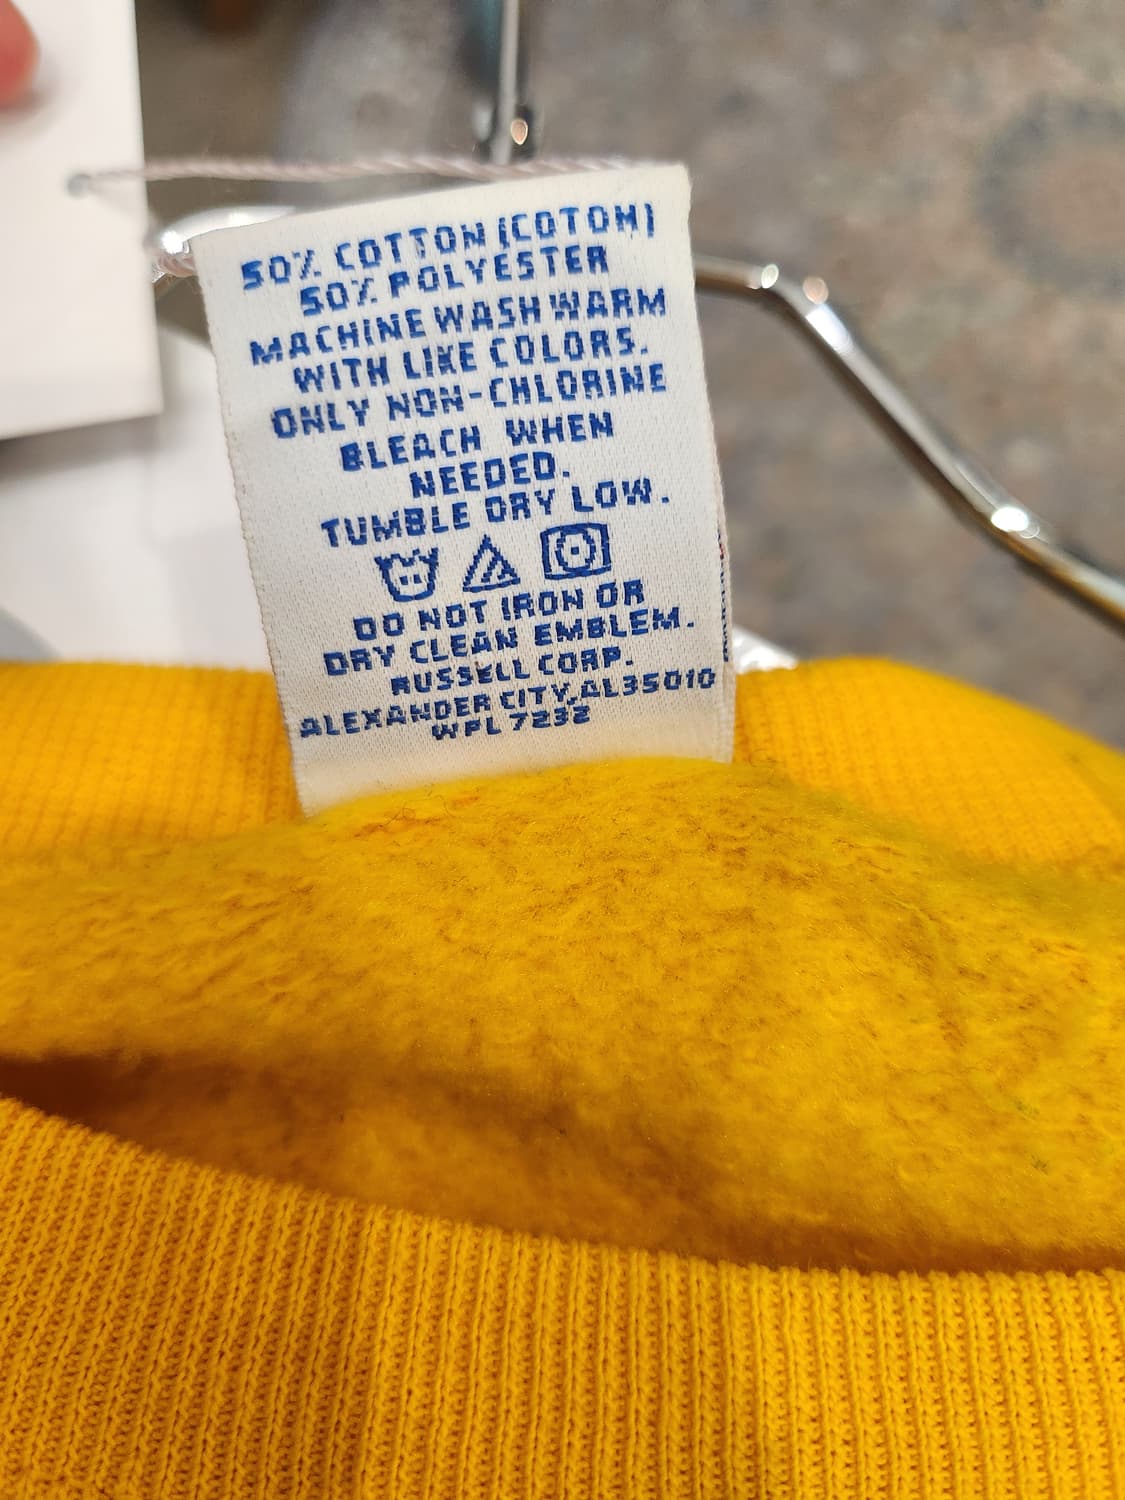 50% COTTON (COTOM)
50% POLYESTER
MACHINE WASH WARM
WITH LIKE COLORS.
ONLY NON-CHLORINE
BLEACH WHEN
NEEDED.
TUMBLE DRY LOW.
DO NOT IRON OR
DRY CLEAN EMBLEM.
RUSSELL CORP.
ALEXANDER CITY,AL35010
WPL 7232